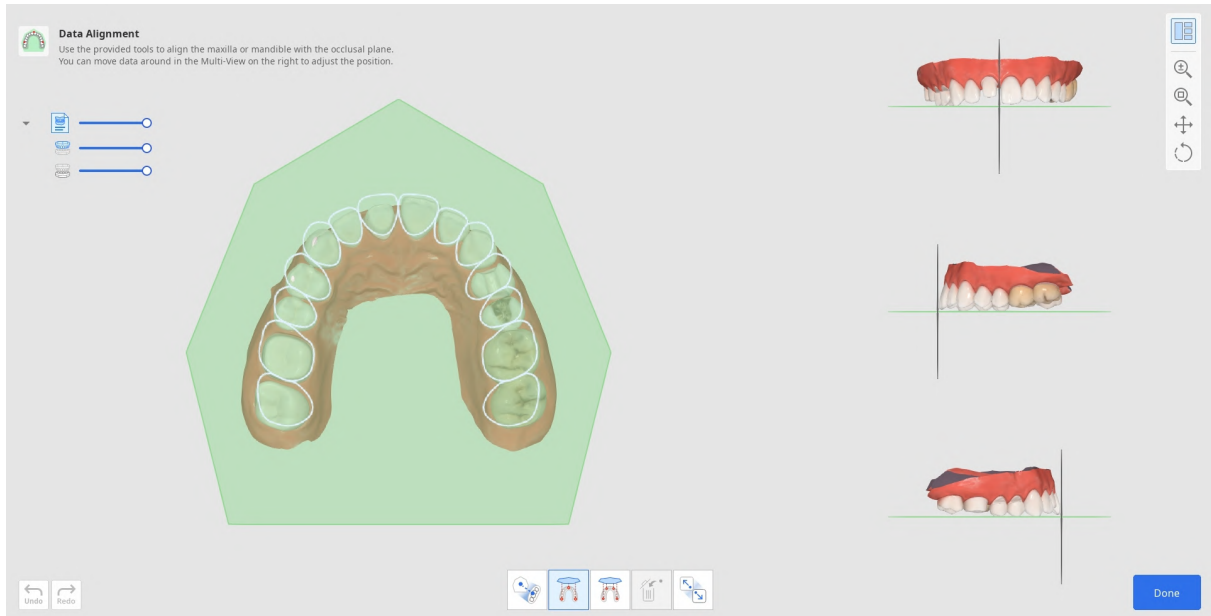 Data Alignment
Use the provided tools to align the maxilla or mandible with the occlusal plane.
You can move data around in the Multi-View on the right to adjust the position.
Undo
Redo
Done